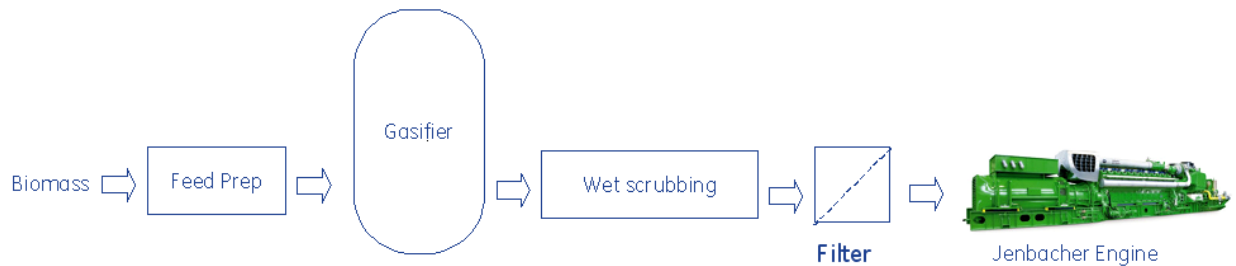 Biomass
Feed Prep
Gasifier
Wet scrubbing
Filter
Jenbacher Engine